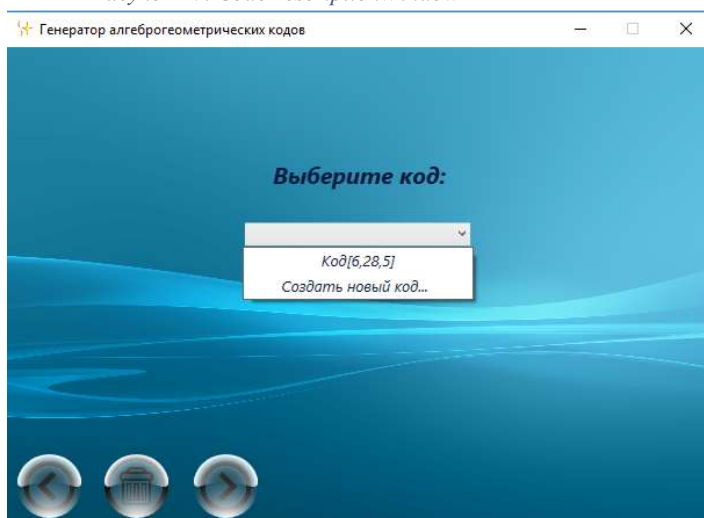 Генератор алгеброгеометрических кодов
Выберите код:
Код[6,28,5]
Создать новый код...